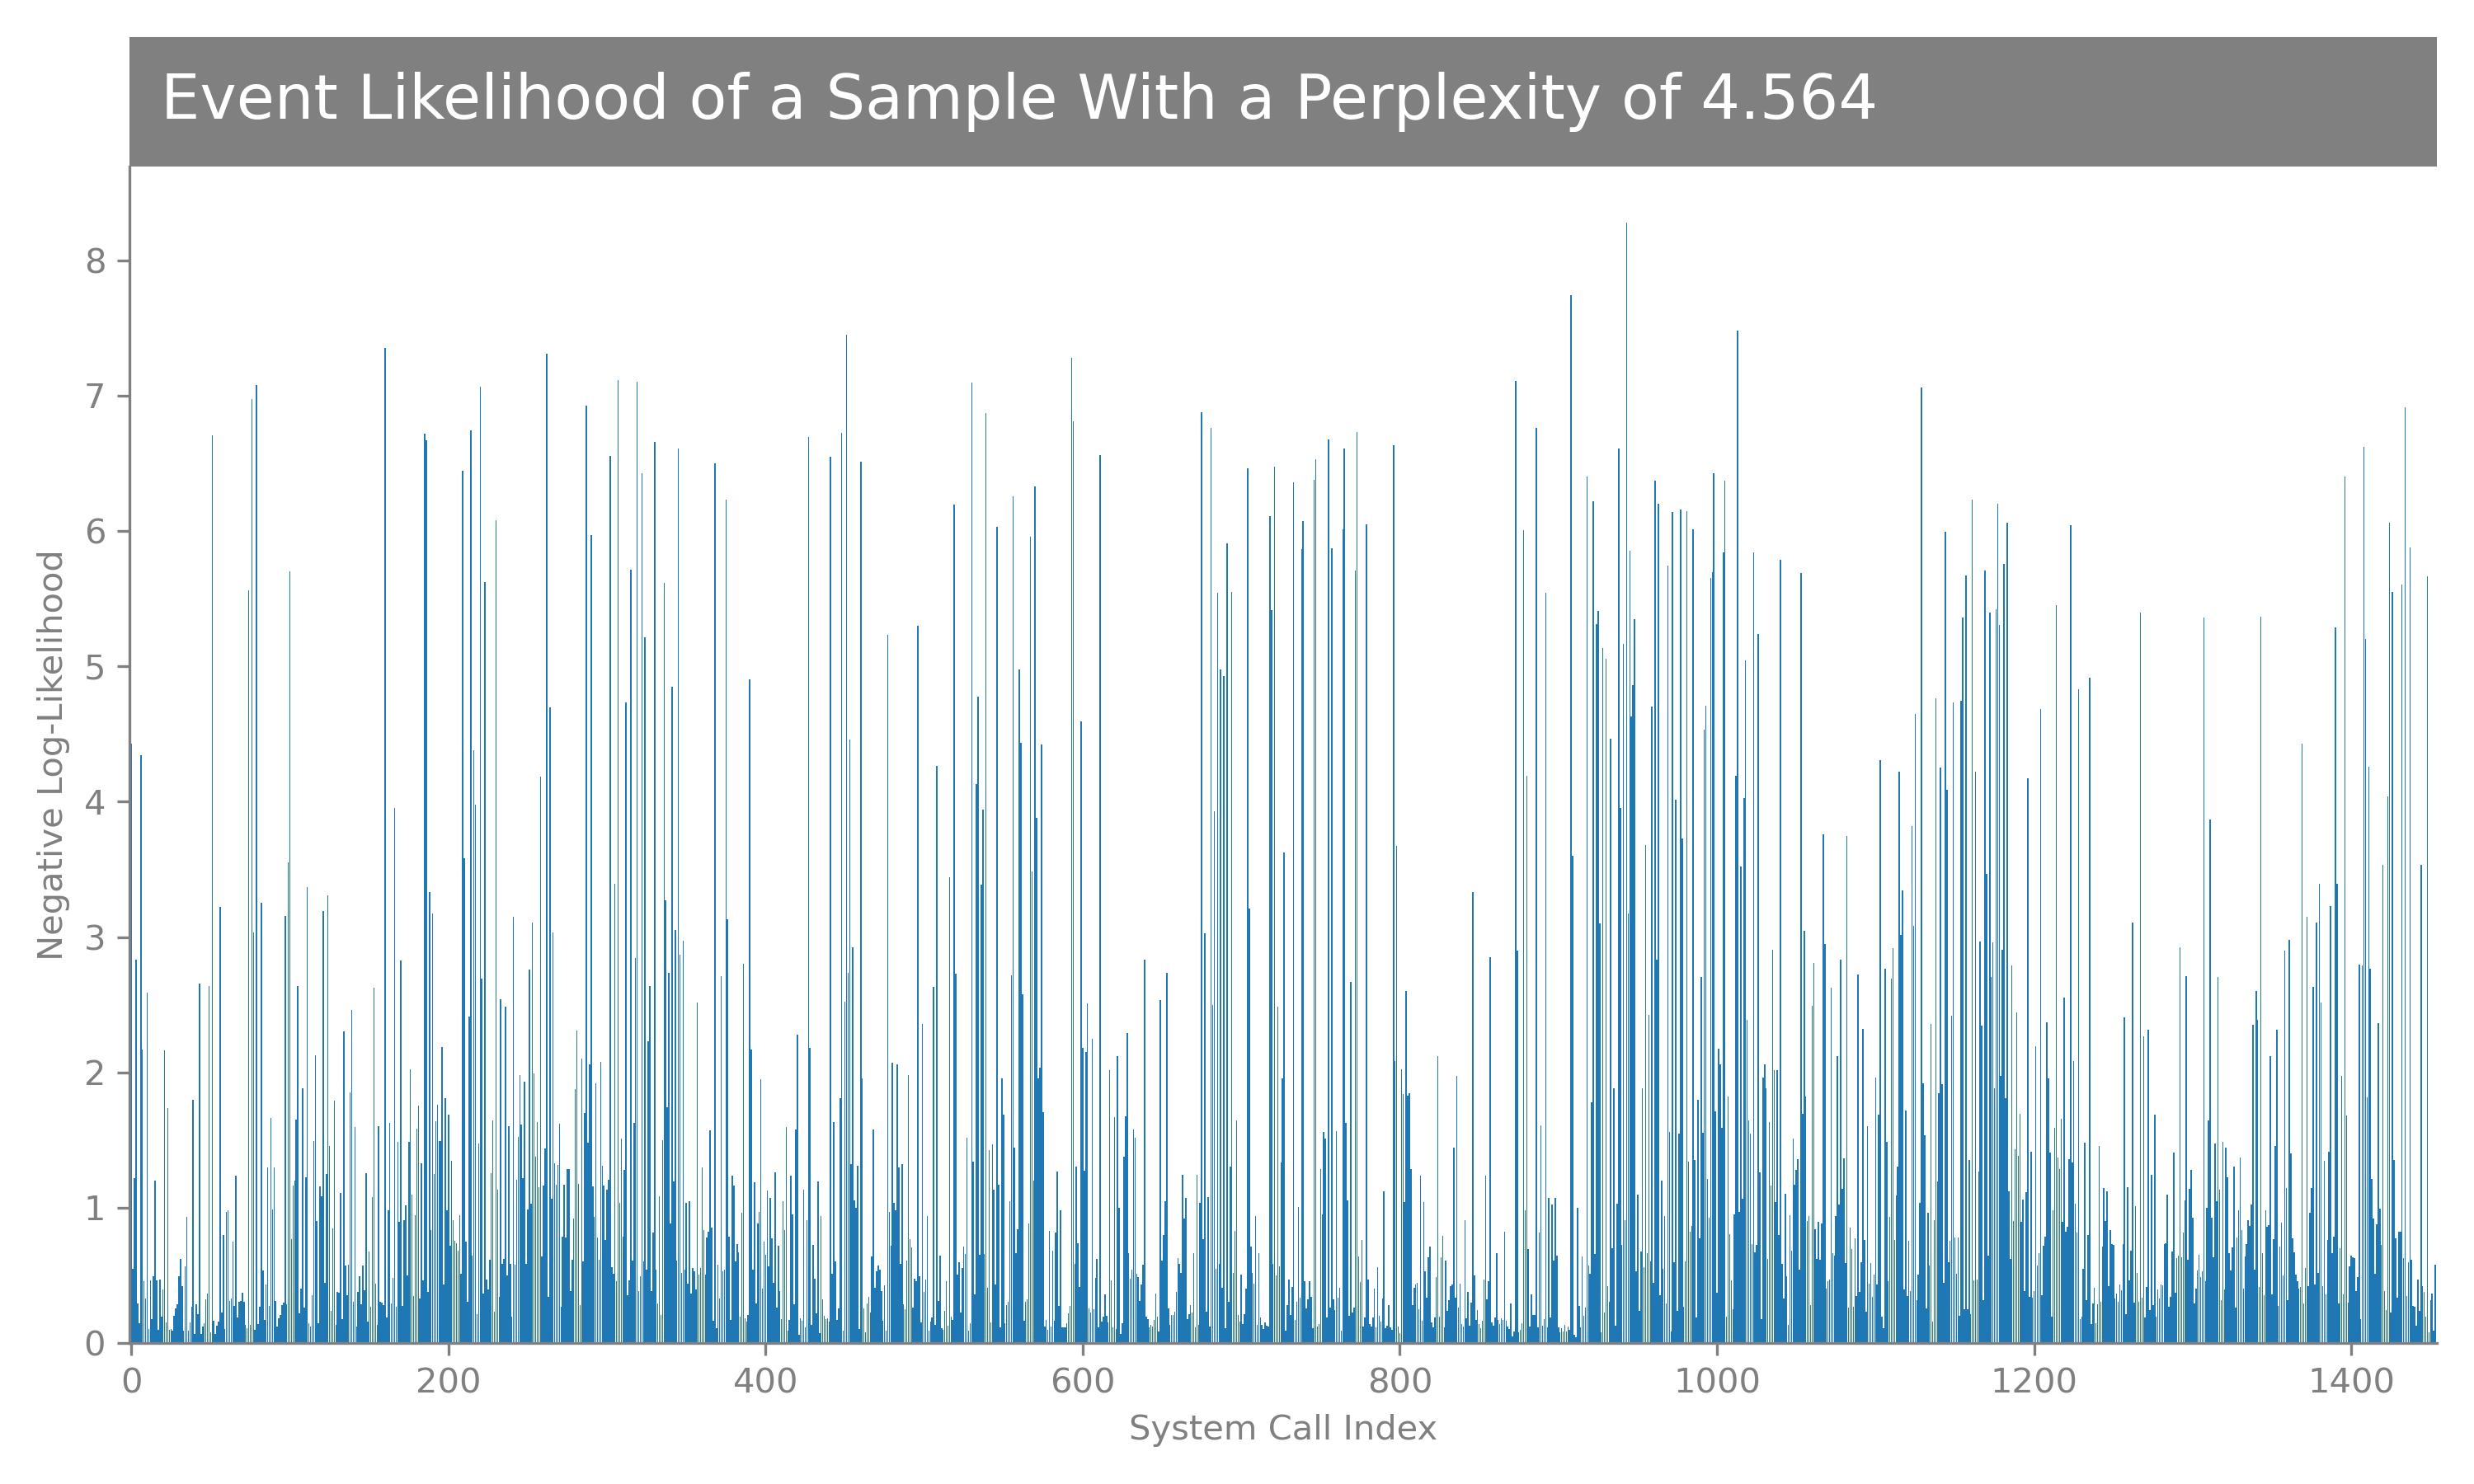 Event Likelihood of a Sample With a Perplexity of 4.564
8
7
6
5
4
3
2
1
0
Negative Log-Likelihood
0 200 400 600 800 1000 1200 1400
System Call Index